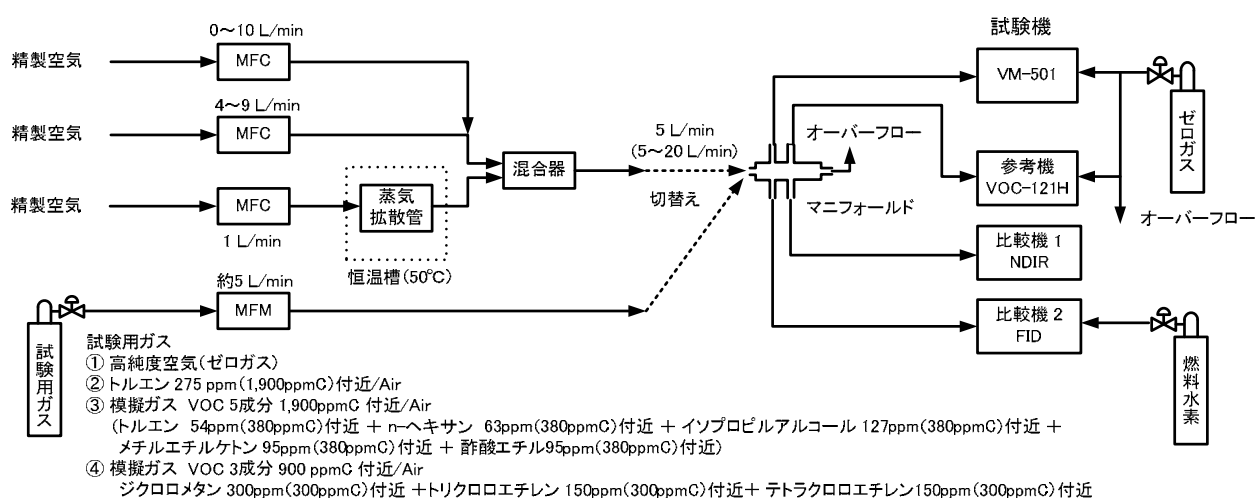 0～10 L/min
精製空気
MFC
4～9 L/min
精製空気
MFC
精製空気
MFC
1 L/min
蒸気
拡散管
恒温槽(50℃)
混合器
5 L/min
(5～20 L/min)
切替え
約5 L/min
MFM
試験用ガス
オーバーフロー
マニフォールド
試験機
VM-501
参考機
VOC-121H
比較機 1
NDIR
比較機 2
FID
ゼロガス
オーバーフロー
燃料水素
試験用ガス
① 高純度空気(ゼロガス)
② トルエン 275 ppm(1,900ppmC)付近/Air
③ 模擬ガス VOC 5成分 1,900ppmC 付近/Air
(トルエン 54ppm(380ppmC)付近 + n-ヘキサン 63ppm(380ppmC)付近 + イソプロピルアルコール 127ppm(380ppmC)付近 +
メチルエチルケトン 95ppm(380ppmC)付近 + 酢酸エチル95ppm(380ppmC)付近)
④ 模擬ガス VOC 3成分 900 ppmC 付近/Air
ジクロロメタン 300ppm(300ppmC)付近 +トリクロロエチレン 150ppm(300ppmC)付近+ テトラクロロエチレン150ppm(300ppmC)付近